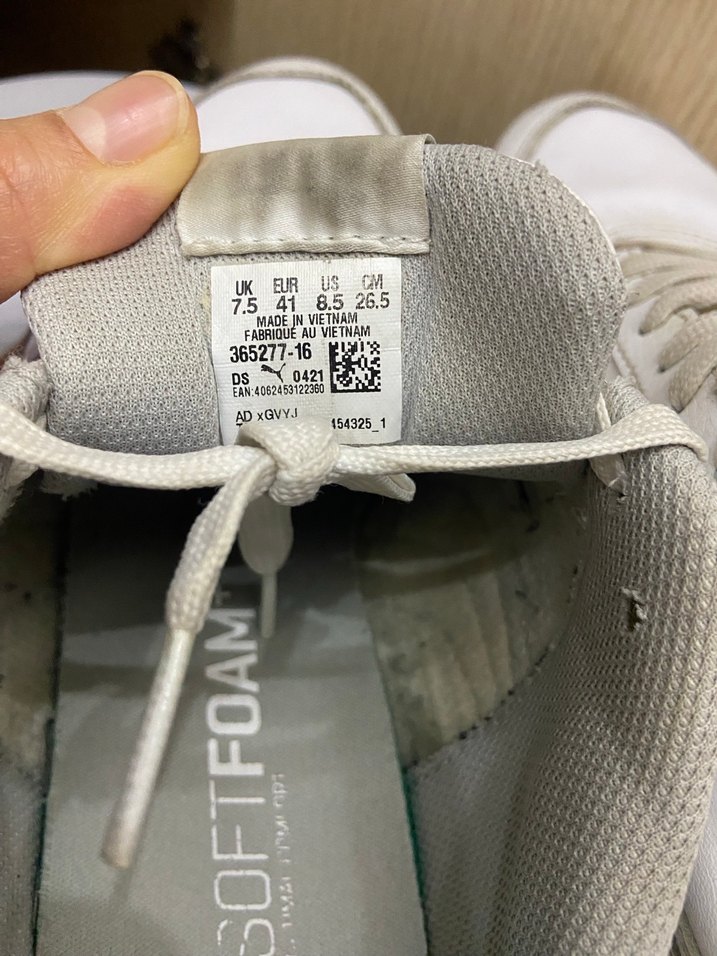 UK EUR US CM
7.5 41 8.5 26.5
MADE IN VIETNAM
FABRIQUÉ AU VIETNAM
365277-16
DS 0421
EAN:4062453122360
AD xGVYJ
454325_1
SOFTFOAM+